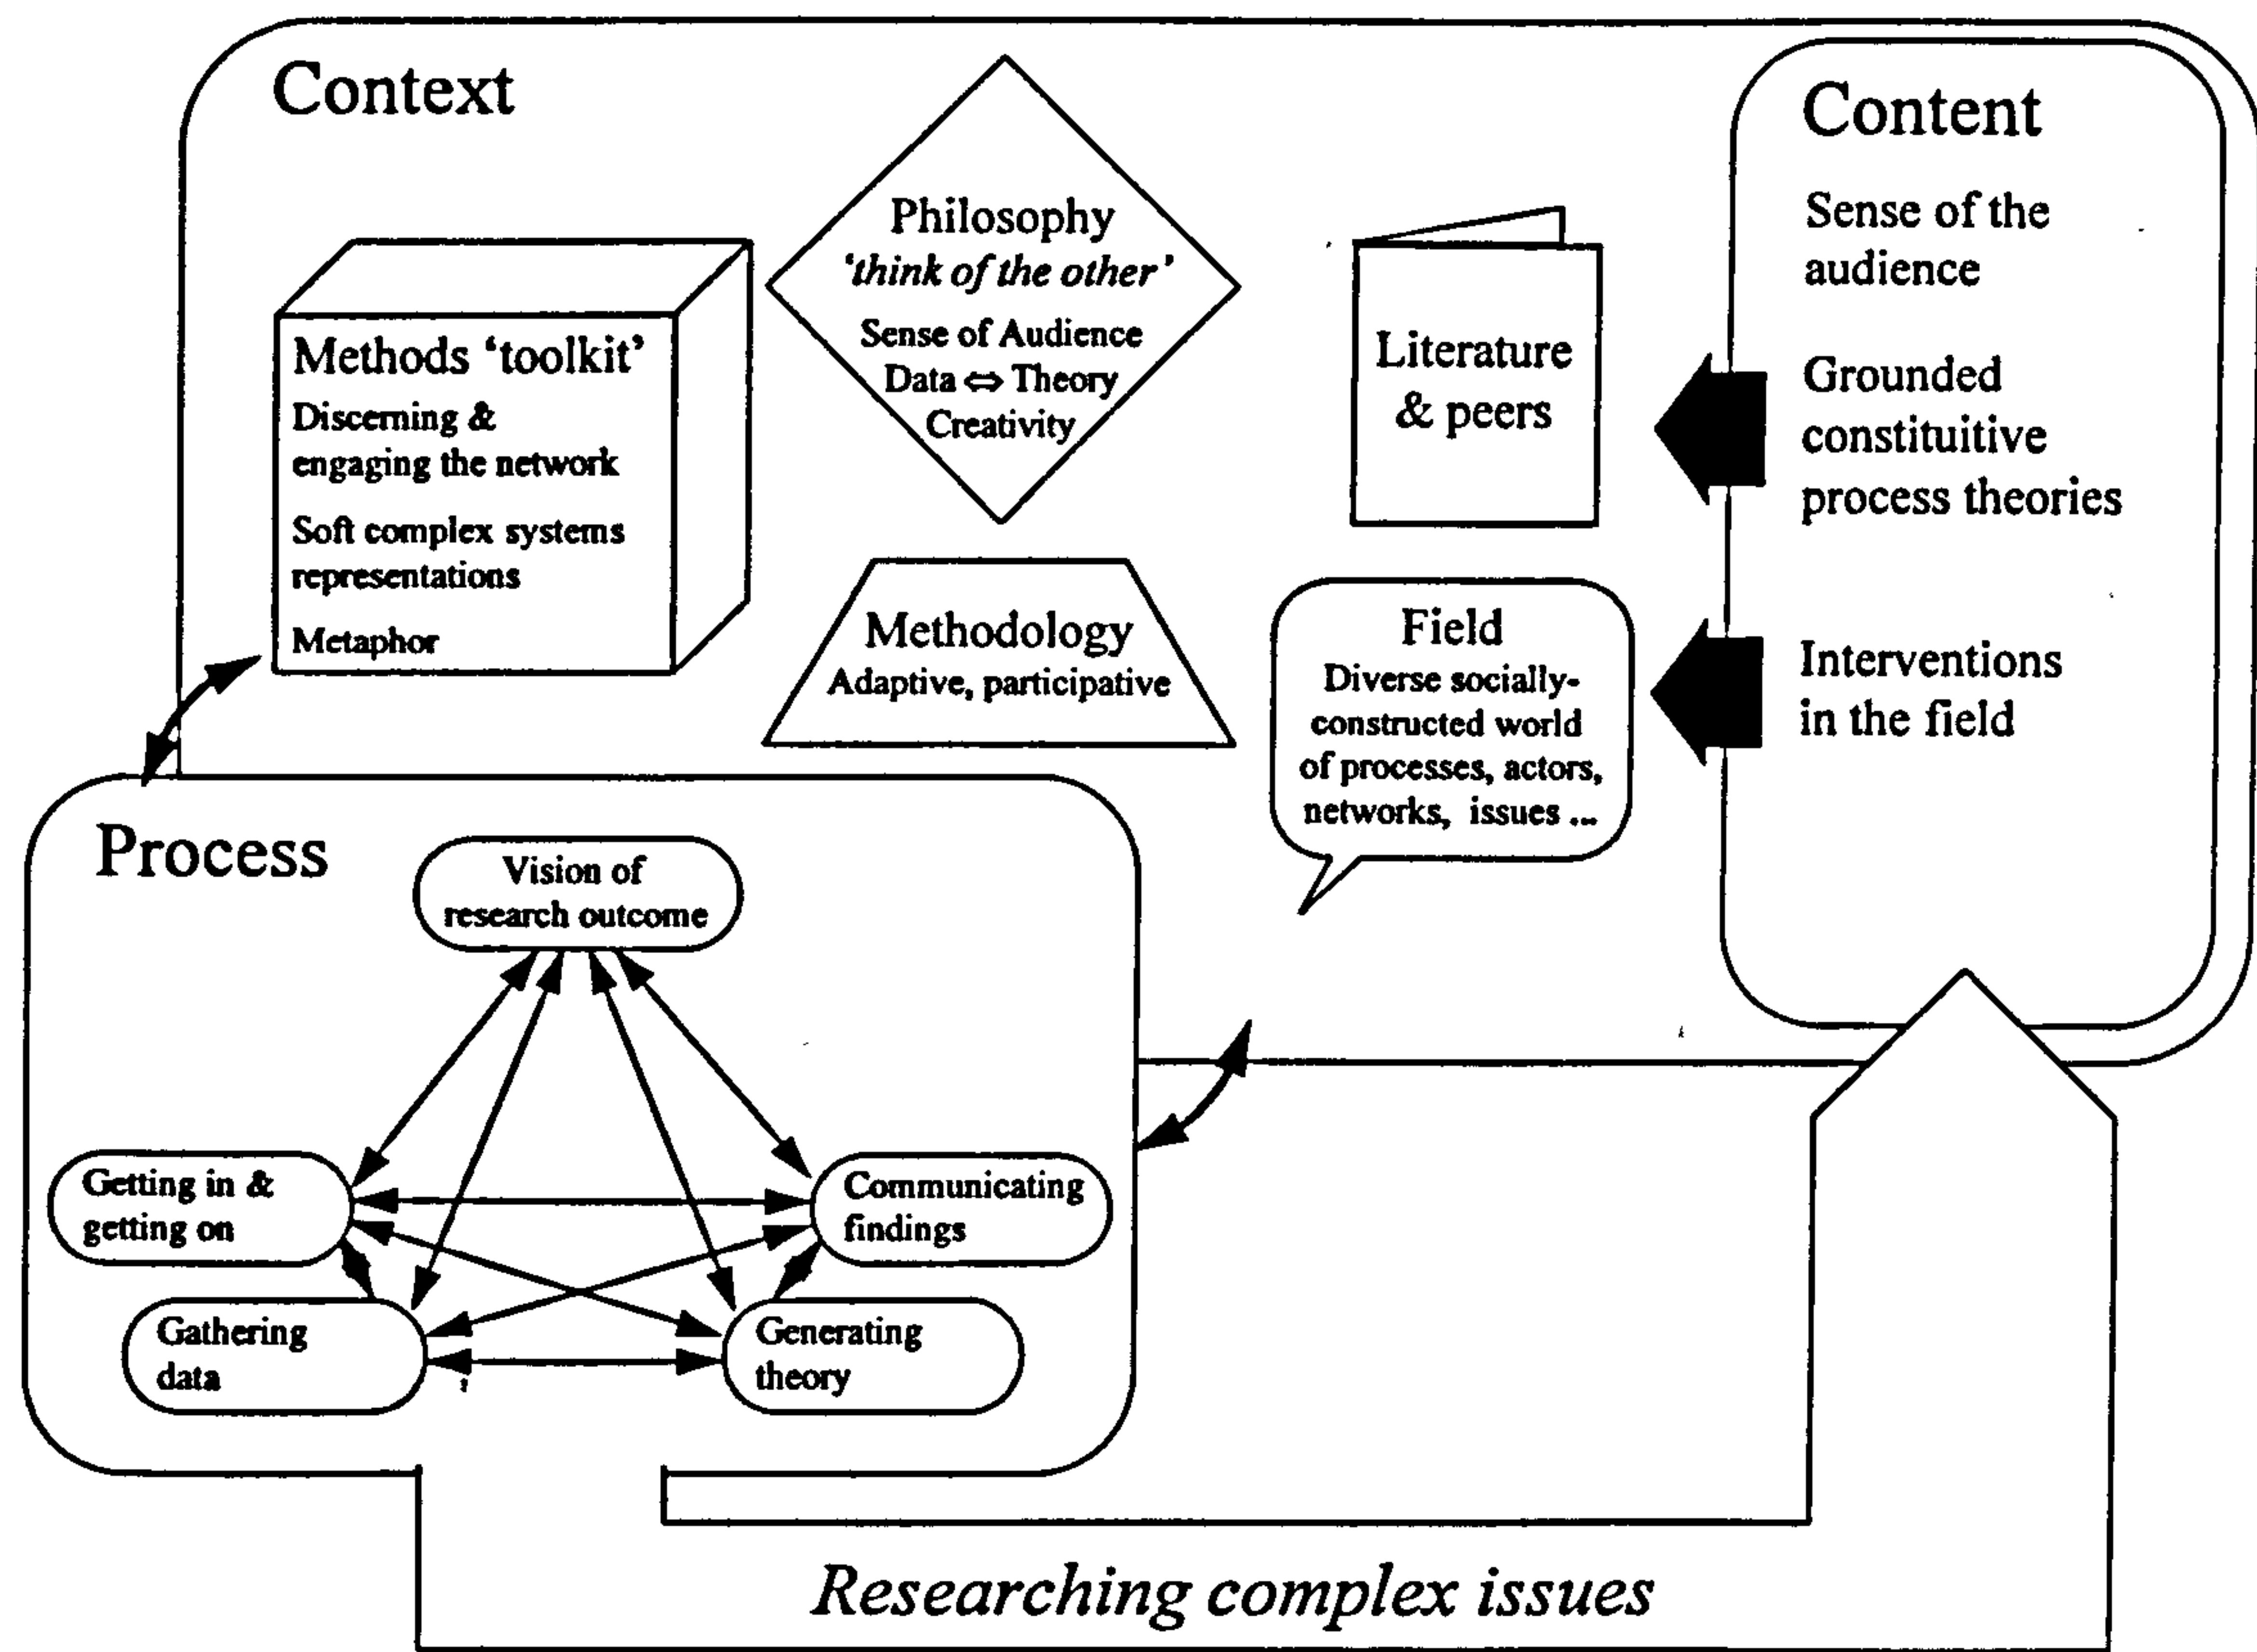 Context
Philosophy
‘think of the other’
Sense of Audience
Data ⇔ Theory
Creativity
Methods ‘toolkit’
Discerning &
engaging the network
Soft complex systems
representations
Metaphor
Methodology
Adaptive, participative
Literature
& peers
Field
Diverse socially-
constructed world
of processes, actors,
networks, issues ...
Content
Sense of the
audience
Grounded
constituitive
process theories
Interventions
in the field
Process
Vision of
research outcome
Getting in &
getting on
Communicating
findings
Gathering
data
Generating
theory
Researching complex issues